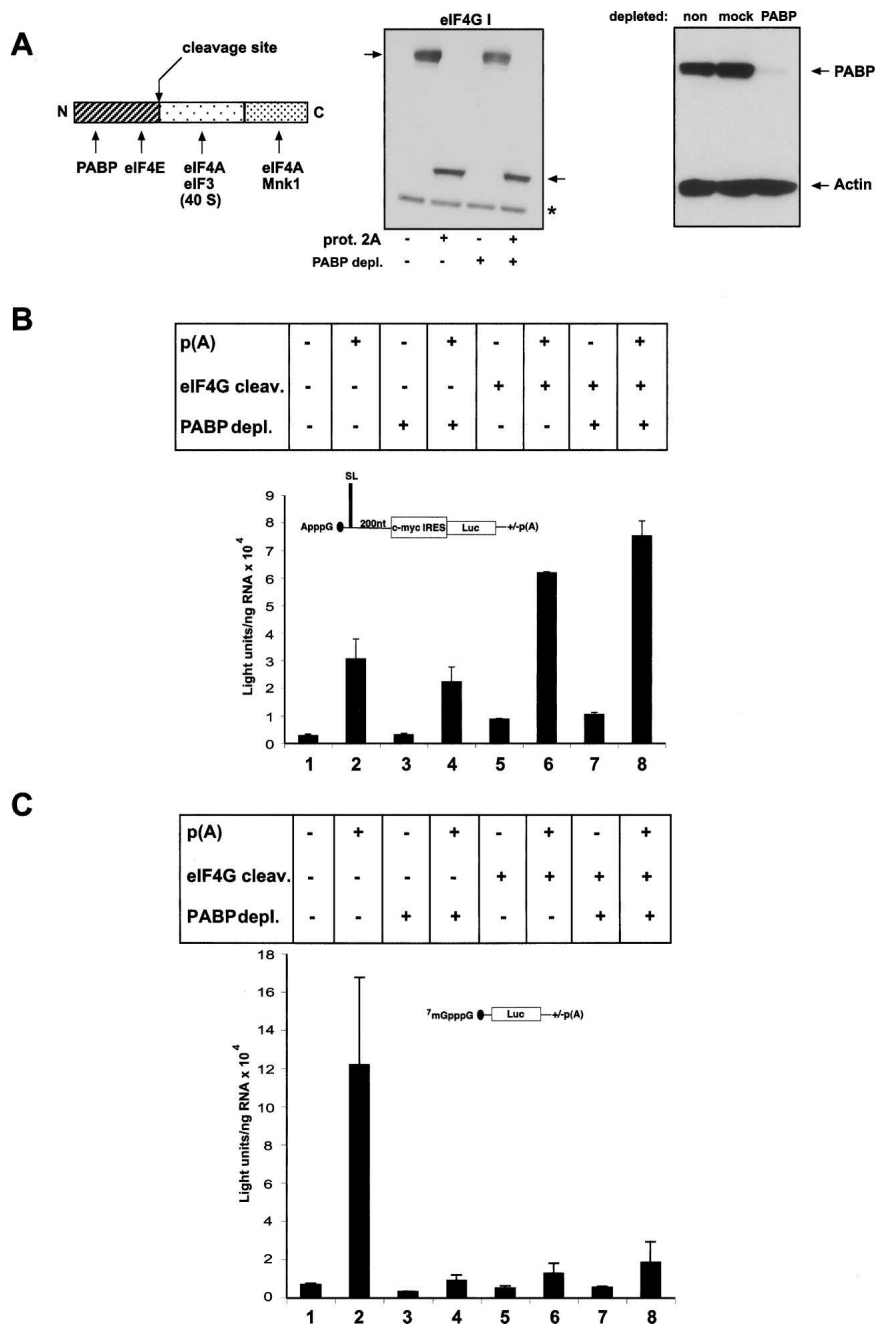 A
cleavage site
N
C
PABP eIF4E eIF4A eIF4A
eIF3 Mnk1
(40 S)
eIF4G I
*
prot. 2A - + - +
PABP depl. - - + +
depleted: non mock PABP
PABP
Actin
B
p(A) - + - + - + - +
eIF4G cleav. - - - - + + + +
PABP depl. - - + + - - + +
SL
ApppG 200nt c-myc IRES Luc +/-p(A)
Light units/ng RNA x 10⁴
9
8
7
6
5
4
3
2
1
0
1 2 3 4 5 6 7 8
C
p(A) - + - + - + - +
eIF4G cleav. - - - - + + + +
PABP depl. - - + + - - + +
⁷mGpppG Luc +/-p(A)
Light units/ng RNA x 10⁴
18
16
14
12
10
8
6
4
2
0
1 2 3 4 5 6 7 8